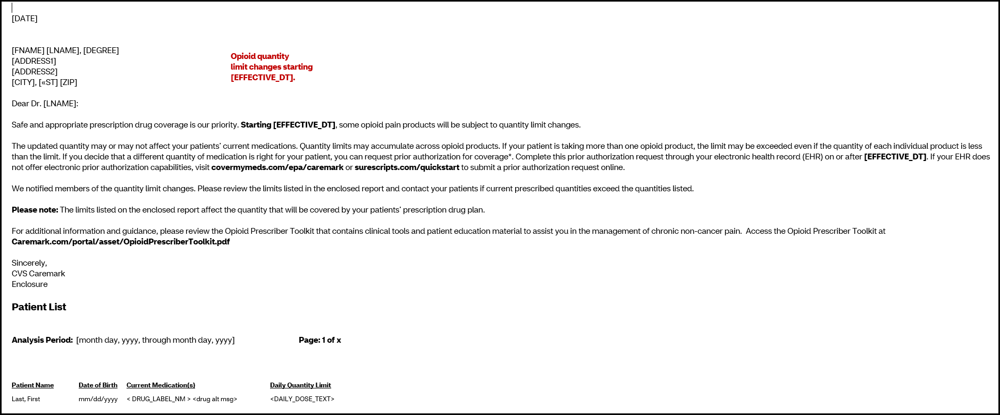 [DATE]
[FNAME] [LNAME], [DEGREE]
[ADDRESS1]
[ADDRESS2]
[CITY], [«ST] [ZIP]
Opioid quantity
limit changes starting
[EFFECTIVE_DT].
Dear Dr. [LNAME]:
Safe and appropriate prescription drug coverage is our priority. Starting [EFFECTIVE_DT], some opioid pain products will be subject to quantity limit changes.
The updated quantity may or may not affect your patients’ current medications. Quantity limits may accumulate across opioid products. If your patient is taking more than one opioid product, the limit may be exceeded even if the quantity of each individual product is less
than the limit. If you decide that a different quantity of medication is right for your patient, you can request prior authorization for coverage*. Complete this prior authorization request through your electronic health record (EHR) on or after [EFFECTIVE_DT]. If your EHR does
not offer electronic prior authorization capabilities, visit covermymeds.com/epa/caremark or surescripts.com/quickstart to submit a prior authorization request online.
We notified members of the quantity limit changes. Please review the limits listed in the enclosed report and contact your patients if current prescribed quantities exceed the quantities listed.
Please note: The limits listed on the enclosed report affect the quantity that will be covered by your patients’ prescription drug plan.
For additional information and guidance, please review the Opioid Prescriber Toolkit that contains clinical tools and patient education material to assist you in the management of chronic non-cancer pain.  Access the Opioid Prescriber Toolkit at
Caremark.com/portal/asset/OpioidPrescriberToolkit.pdf
Sincerely,
CVS Caremark
Enclosure
Patient List
Analysis Period: [month day, yyyy, through month day, yyyy] Page: 1 of x
Patient Name Date of Birth Current Medication(s) Daily Quantity Limit
Last, First mm/dd/yyyy < DRUG_LABEL_NM > <drug alt msg> <DAILY_DOSE_TEXT>